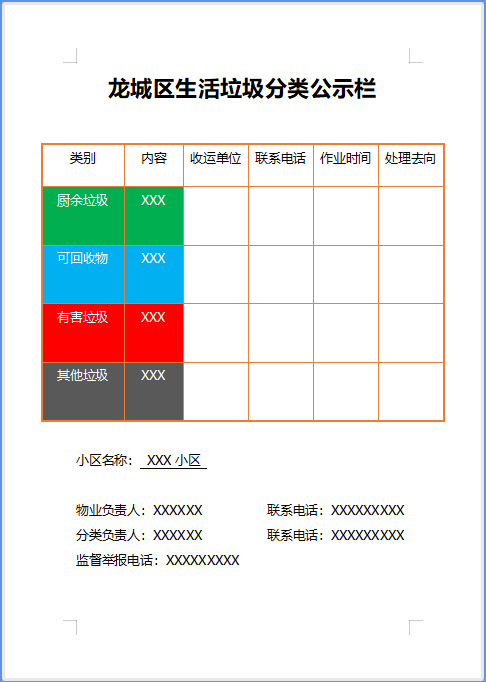 龙城区生活垃圾分类公示栏
类别 内容 收运单位 联系电话 作业时间 处理去向
厨余垃圾 XXX
可回收物 XXX
有害垃圾 XXX
其他垃圾 XXX
小区名称： XXX 小区
物业负责人：XXXXXX 联系电话：XXXXXXXXX
分类负责人：XXXXXX 联系电话：XXXXXXXXX
监督举报电话：XXXXXXXXX